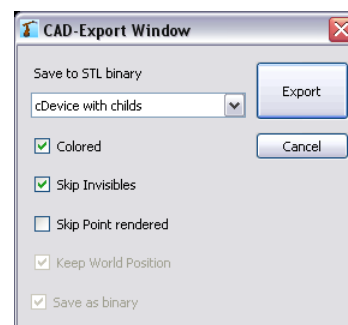 CAD-Export Window
Save to STL binary
cDevice with childs
Export
Colored
Cancel
Skip Invisibles
Skip Point rendered
Keep World Position
Save as binary